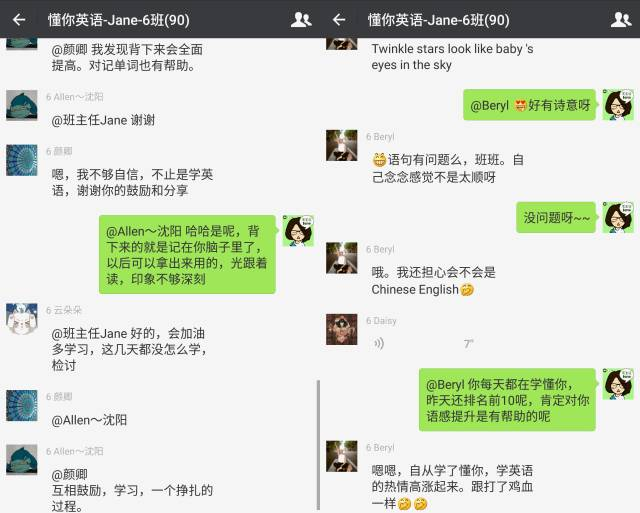 懂你英语-Jane-6班(90)
@颜卿 我发现背下来会全面
提高。对记单词也有帮助。
6 Allen～沈阳
@班主任Jane 谢谢
6 颜卿
嗯，我不够自信，不止是学英
语，谢谢你的鼓励和分享
@Allen～沈阳 哈哈是呢，背
下来的就是记在你脑子里了，
以后可以拿出来用的，光跟着
读，印象不够深刻
6 云朵朵
@班主任Jane 好的，会加油
多学习，这几天都没怎么学，
检讨
6 颜卿
@Allen～沈阳
6 Allen～沈阳
@颜卿
互相鼓励，学习，一个挣扎的
过程。
懂你英语-Jane-6班(90)
Twinkle stars look like baby 's
eyes in the sky
@Beryl 😍好有诗意呀
6 Beryl
😁语句有问题么，班班。自
己念念感觉不是太顺呀
没问题呀~~
6 Beryl
哦。我还担心会不会是
Chinese English🤣
6 Daisy
7"
@Beryl 你每天都在学懂你，
昨天还排名前10呢，肯定对你
语感提升是有帮助的呢
6 Beryl
嗯嗯，自从学了懂你，学英语
的热情高涨起来。跟打了鸡血
一样🤣🤣